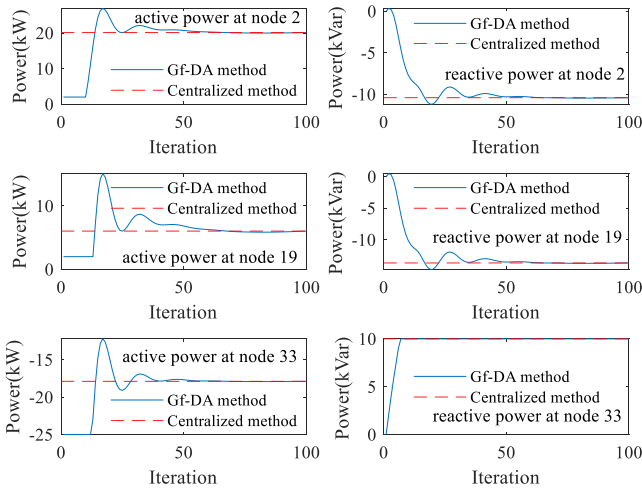 active power at node 2
Power(kW)
20
10
0
Gf-DA method
Centralized method
0
50
100
Iteration
Power(kVar)
0
-5
-10
Gf-DA method
Centralized method
reactive power at node 2
0
50
100
Iteration
Power(kW)
10
0
Gf-DA method
Centralized method
active power at node 19
0
50
100
Iteration
Power(kVar)
0
-5
-10
Gf-DA method
reactive power at node 19
Centralized method
0
50
100
Iteration
Power(kW)
-15
-20
-25
active power at node 33
Gf-DA method
Centralized method
0
50
100
Iteration
Power(kVar)
10
5
0
Gf-DA method
Centralized method
reactive power at node 33
0
50
100
Iteration